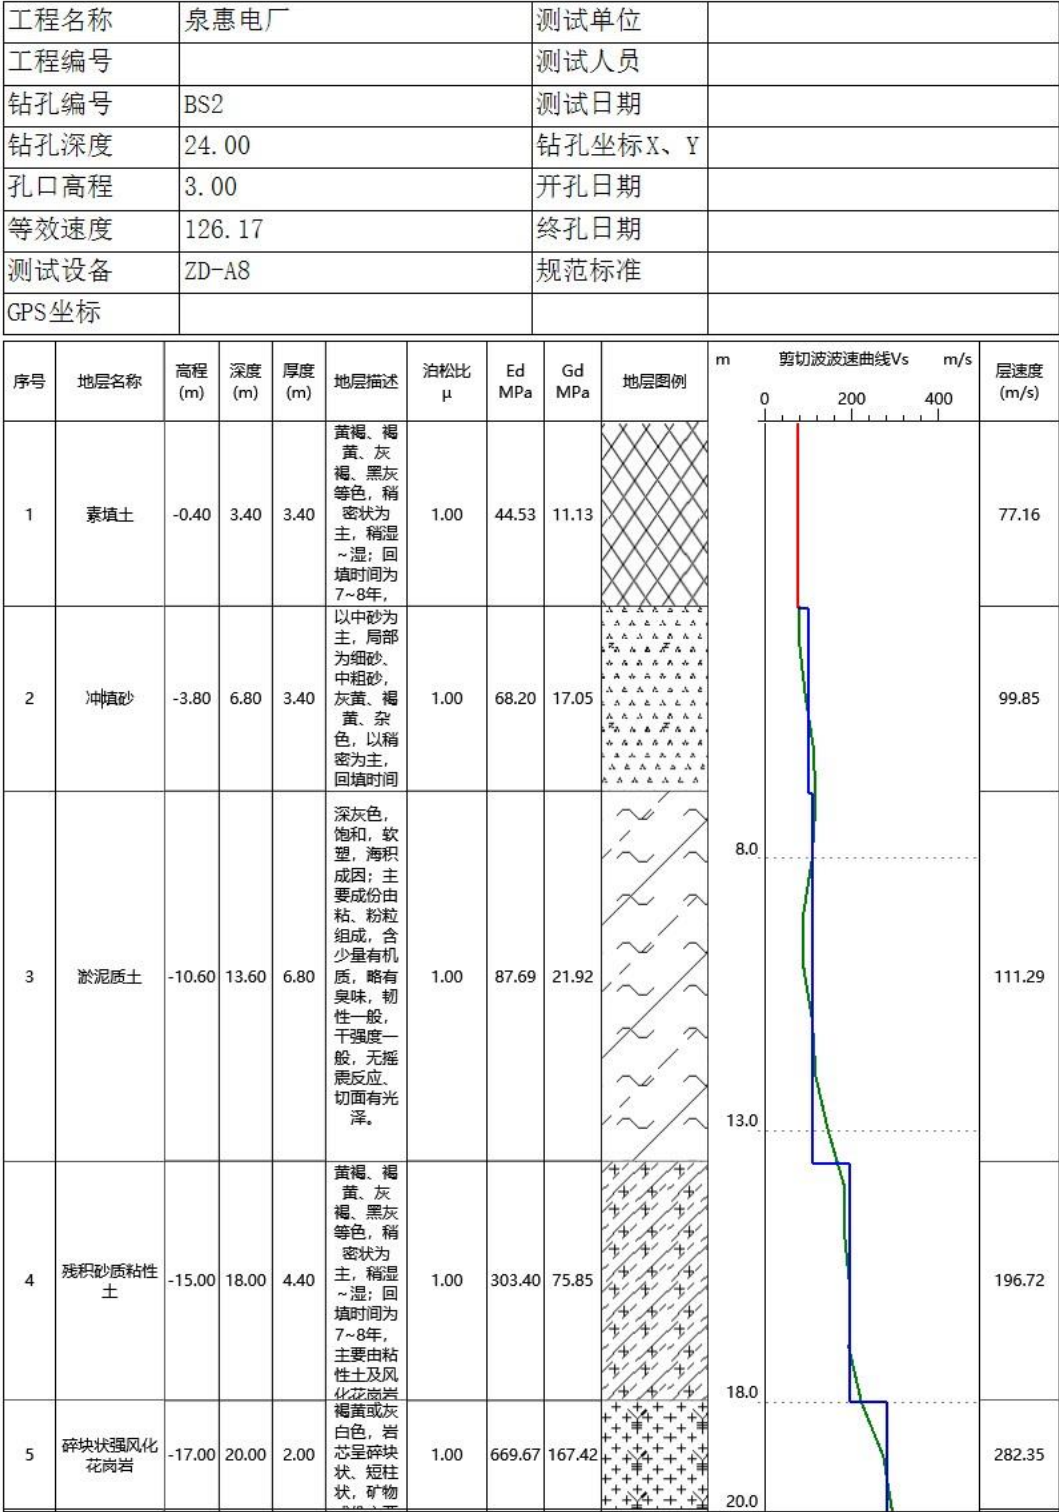 工程名称 泉惠电厂 测试单位
工程编号 测试人员
钻孔编号 BS2 测试日期
钻孔深度 24.00 钻孔坐标X、Y
孔口高程 3.00 开孔日期
等效速度 126.17 终孔日期
测试设备 ZD-A8 规范标准
GPS坐标
序号 地层名称 高程(m) 深度(m) 厚度(m) 地层描述 泊松比μ Ed MPa Gd MPa 地层图例 m 剪切波波速曲线Vs m/s 层速度(m/s)
0 200 400
1 素填土 -0.40 3.40 3.40
黄褐、褐
黄、灰
褐、黑灰
等色，稍
密状为
主，稍湿
~湿；回
填时间为
7~8年，
1.00 44.53 11.13 77.16
2 冲填砂 -3.80 6.80 3.40
以中砂为
主，局部
为细砂、
中粗砂，
灰黄、褐
黄、杂
色，以稍
密为主，
回填时间
1.00 68.20 17.05 99.85
8.0
3 淤泥质土 -10.60 13.60 6.80
深灰色，
饱和，软
塑，海积
成因；主
要成份由
粘、粉粒
组成，含
少量有机
质，略有
臭味，韧
性一般，
干强度一
般，无摇
震反应、
切面有光
泽。
1.00 87.69 21.92 111.29
13.0
4 残积砂质粘性土 -15.00 18.00 4.40
黄褐、褐
黄、灰
褐、黑灰
等色，稍
密状为
主，稍湿
~湿；回
填时间为
7~8年，
主要由粘
性土及风
化花岗岩
1.00 303.40 75.85 196.72
18.0
5 碎块状强风化花岗岩 -17.00 20.00 2.00
褐黄或灰
白色，岩
芯呈碎块
状、短柱
状，矿物
1.00 669.67 167.42 282.35
20.0